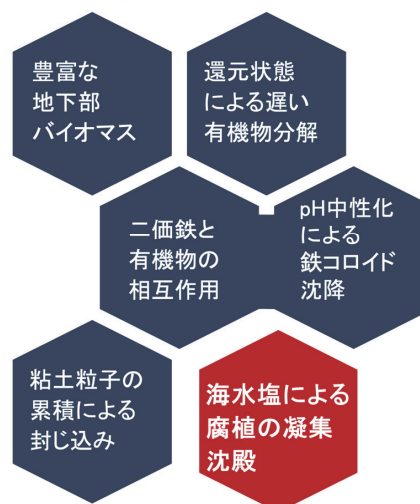 豊富な
地下部
バイオマス
還元状態
による遅い
有機物分解
二価鉄と
有機物の
相互作用
pH中性化
による
鉄コロイド
沈降
粘土粒子の
累積による
封じ込み
海水塩による
腐植の凝集
沈殿